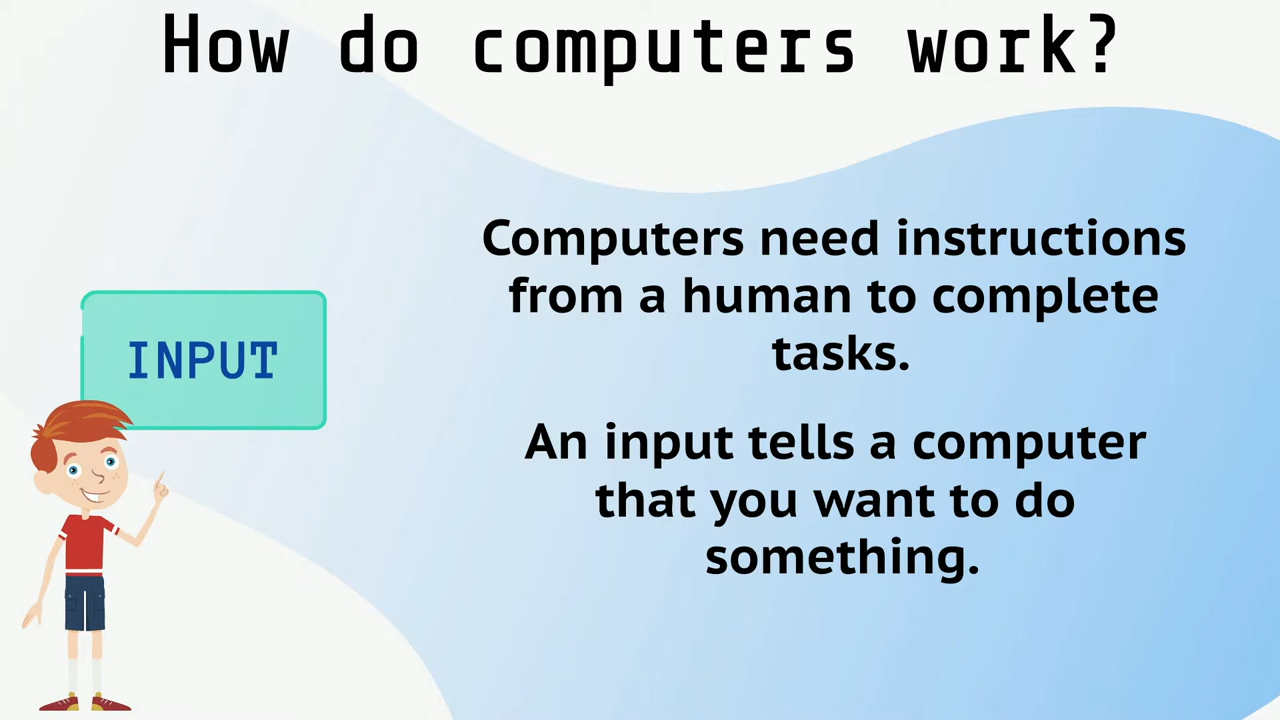 How do computers work?
INPUT
Computers need instructions
from a human to complete
tasks.
An input tells a computer
that you want to do
something.